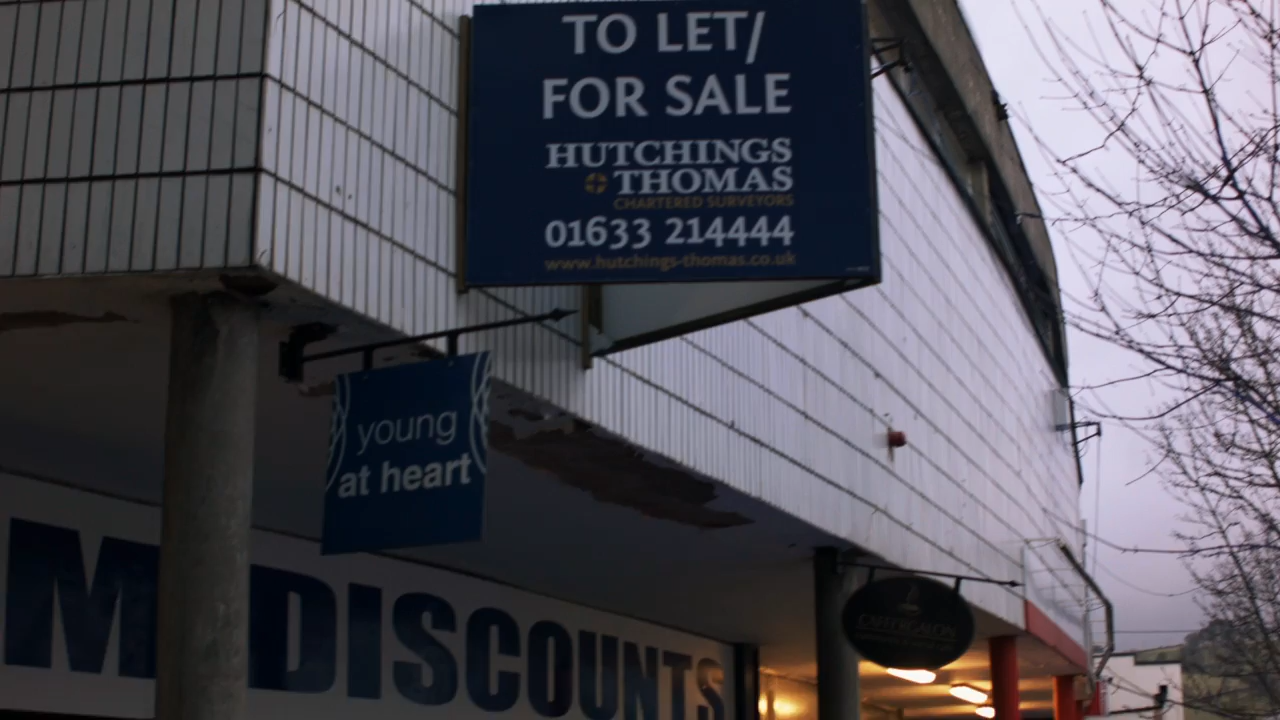 TO LET/
FOR SALE
HUTCHINGS
THOMAS
CHARTERED SURVEYORS
01633 214444
www.hutchings-thomas.co.uk
young
at heart
M DISCOUNTS